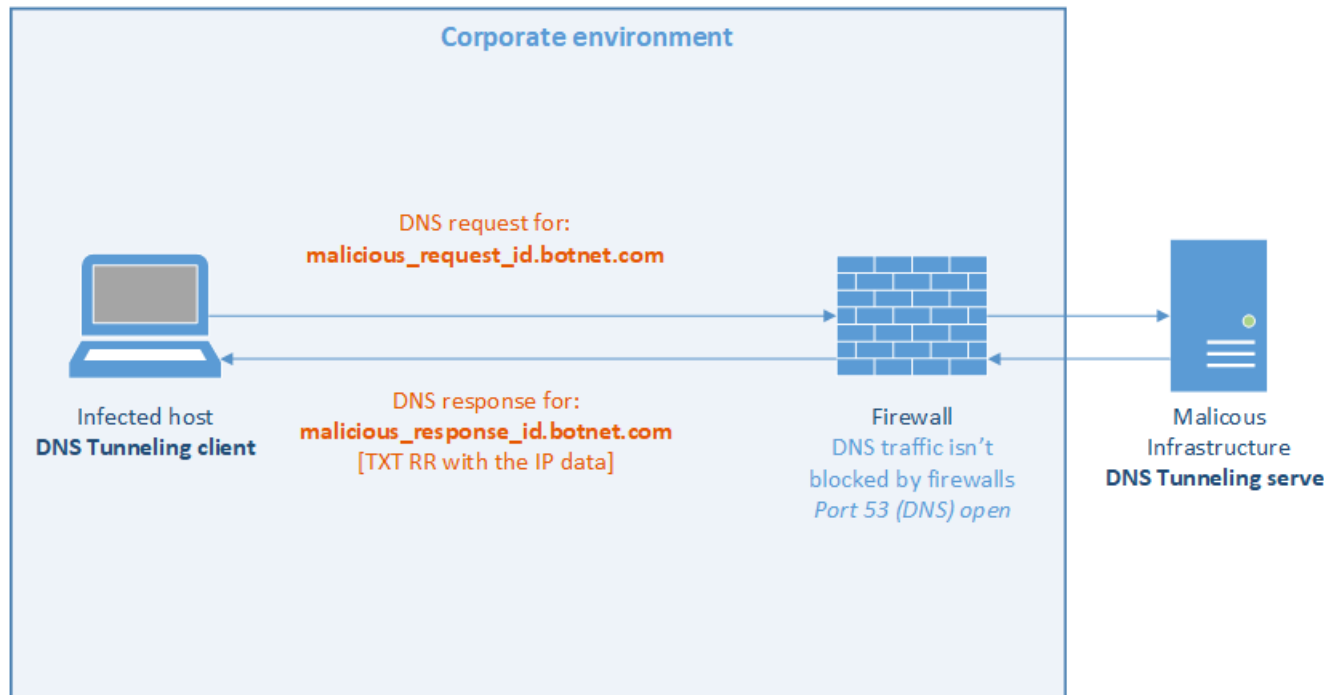 Corporate environment
DNS request for:
malicious_request_id.botnet.com
DNS response for:
malicious_response_id.botnet.com
[TXT RR with the IP data]
Infected host
DNS Tunneling client
Firewall
DNS traffic isn't
blocked by firewalls
Port 53 (DNS) open
Malicous
Infrastructure
DNS Tunneling serve